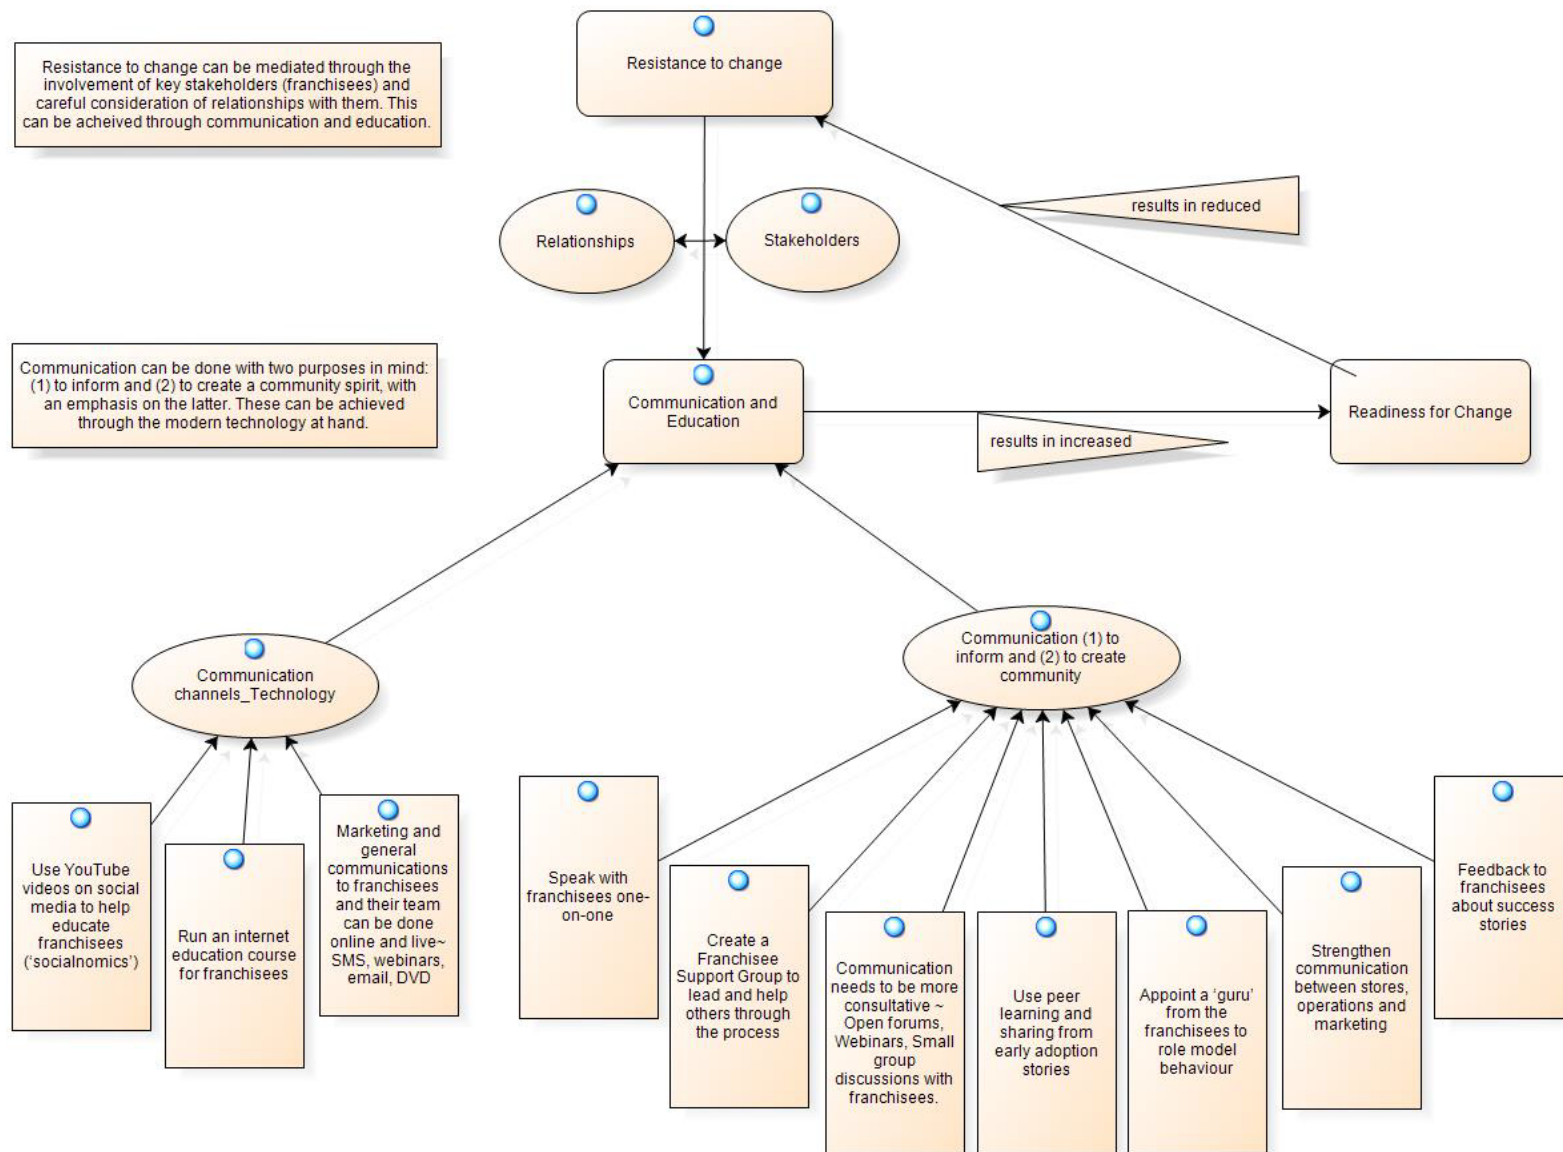 Resistance to change
Resistance to change can be mediated through the
involvement of key stakeholders (franchisees) and
careful consideration of relationships with them. This
can be acheived through communication and education.
results in reduced
Relationships
Stakeholders
Communication can be done with two purposes in mind:
(1) to inform and (2) to create a community spirit, with
an emphasis on the latter. These can be achieved
through the modern technology at hand.
Communication and
Education
results in increased
Readiness for Change
Communication
channels_Technology
Communication (1) to
inform and (2) to create
community
Use YouTube
videos on social
media to help
educate
franchisees
(‘socialnomics’)
Run an internet
education course
for franchisees
Marketing and
general
communications
to franchisees
and their team
can be done
online and live~
SMS, webinars,
email, DVD
Speak with
franchisees one-
on-one
Create a
Franchisee
Support Group to
lead and help
others through
the process
Communication
needs to be more
consultative ~
Open forums,
Webinars, Small
group
discussions with
franchisees.
Use peer
learning and
sharing from
early adoption
stories
Appoint a ‘guru’
from the
franchisees to
role model
behaviour
Strengthen
communication
between stores,
operations and
marketing
Feedback to
franchisees
about success
stories